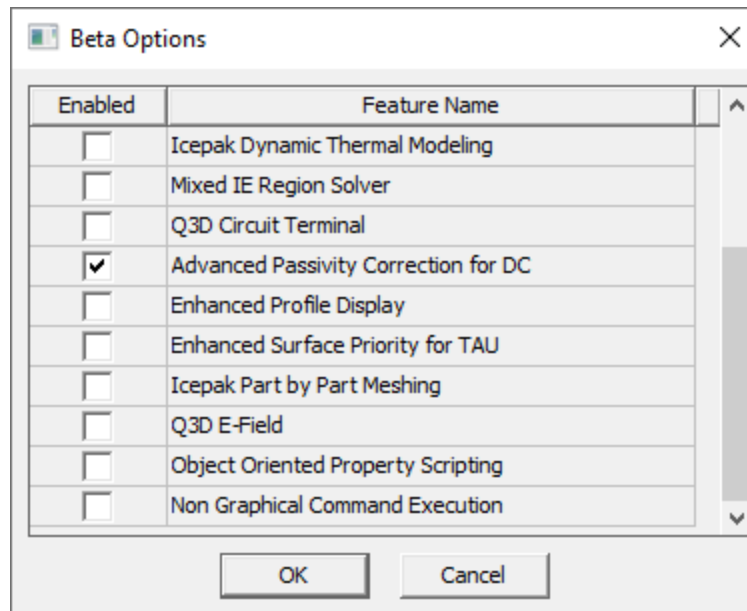 Beta Options
Enabled Feature Name
Icepak Dynamic Thermal Modeling
Mixed IE Region Solver
Q3D Circuit Terminal
Advanced Passivity Correction for DC
Enhanced Profile Display
Enhanced Surface Priority for TAU
Icepak Part by Part Meshing
Q3D E-Field
Object Oriented Property Scripting
Non Graphical Command Execution
OK Cancel